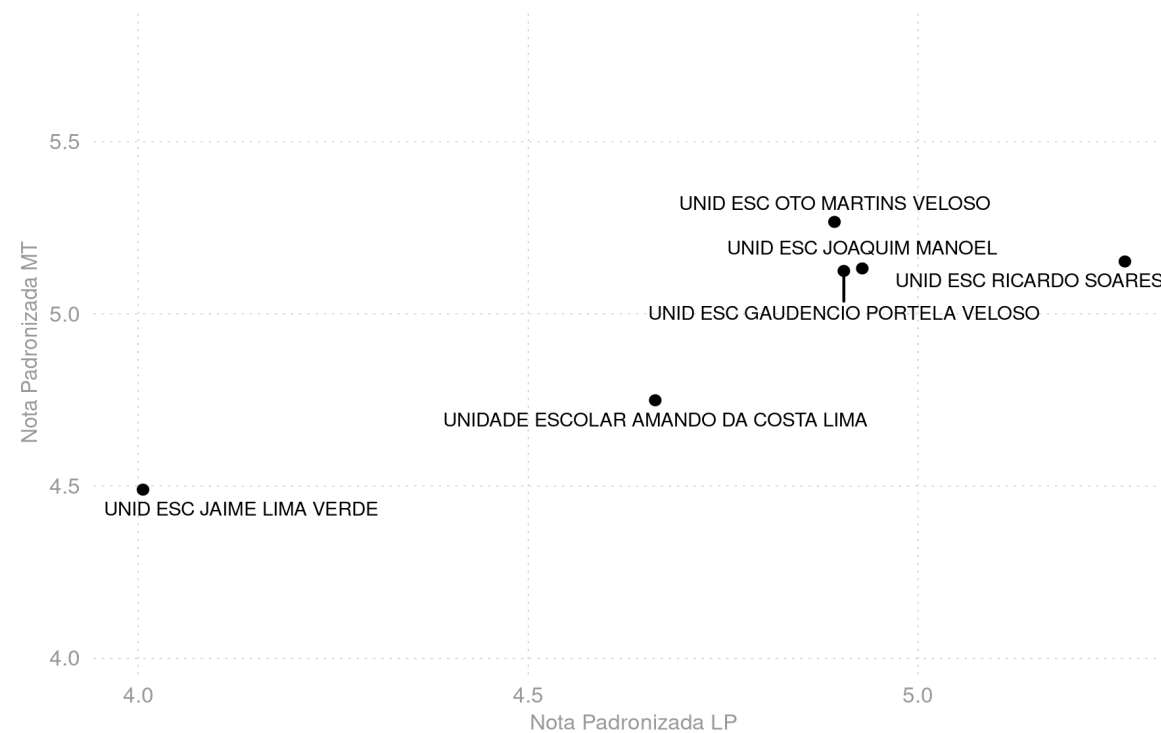 5.5
UNID ESC OTO MARTINS VELOSO
UNID ESC JOAQUIM MANOEL
UNID ESC RICARDO SOARES
5.0
UNID ESC GAUDENCIO PORTELA VELOSO
Nota Padronizada MT
UNIDADE ESCOLAR AMANDO DA COSTA LIMA
4.5
UNID ESC JAIME LIMA VERDE
4.0
4.0
4.5
5.0
Nota Padronizada LP